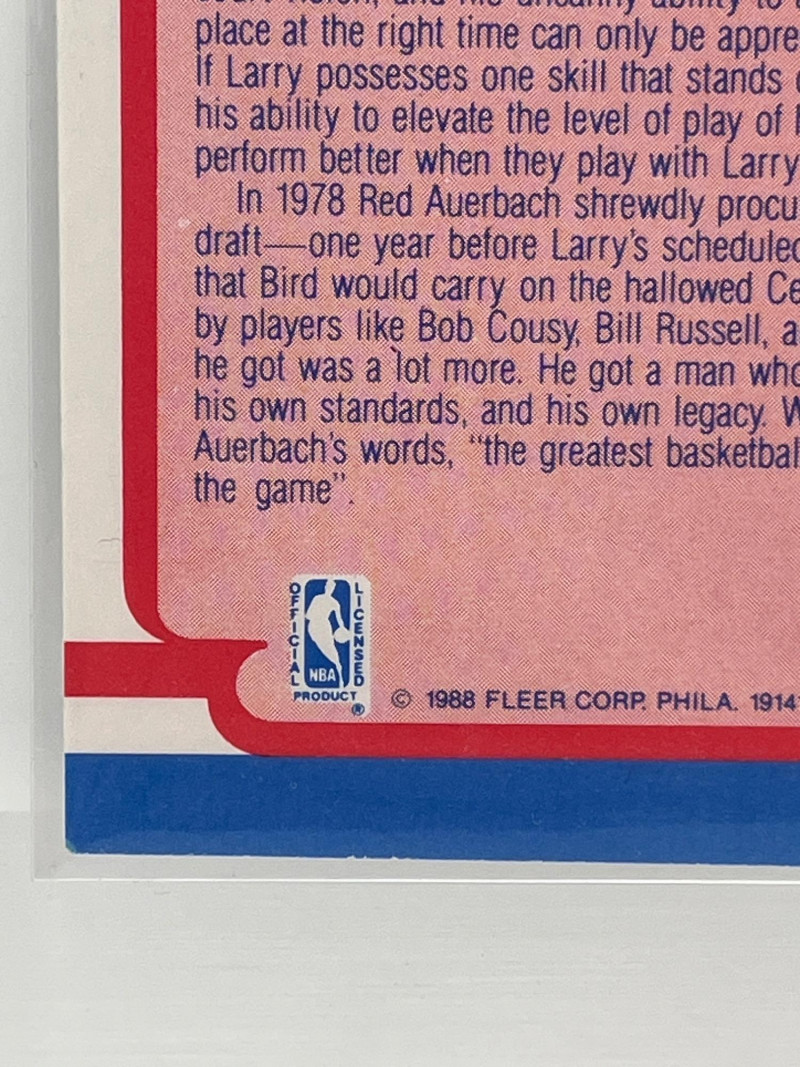 place at the right time can only be appre
If Larry possesses one skill that stands
his ability to elevate the level of play of
perform better when they play with Larry
In 1978 Red Auerbach shrewdly procu
draft—one year before Larry's scheduled
that Bird would carry on the hallowed Ce
by players like Bob Cousy, Bill Russell, a
he got was a lot more. He got a man who
his own standards, and his own legacy. W
Auerbach's words, "the greatest basketbal
the game".
OFFICIAL
LICENSED
NBA
PRODUCT
®
© 1988 FLEER CORP. PHILA. 1914